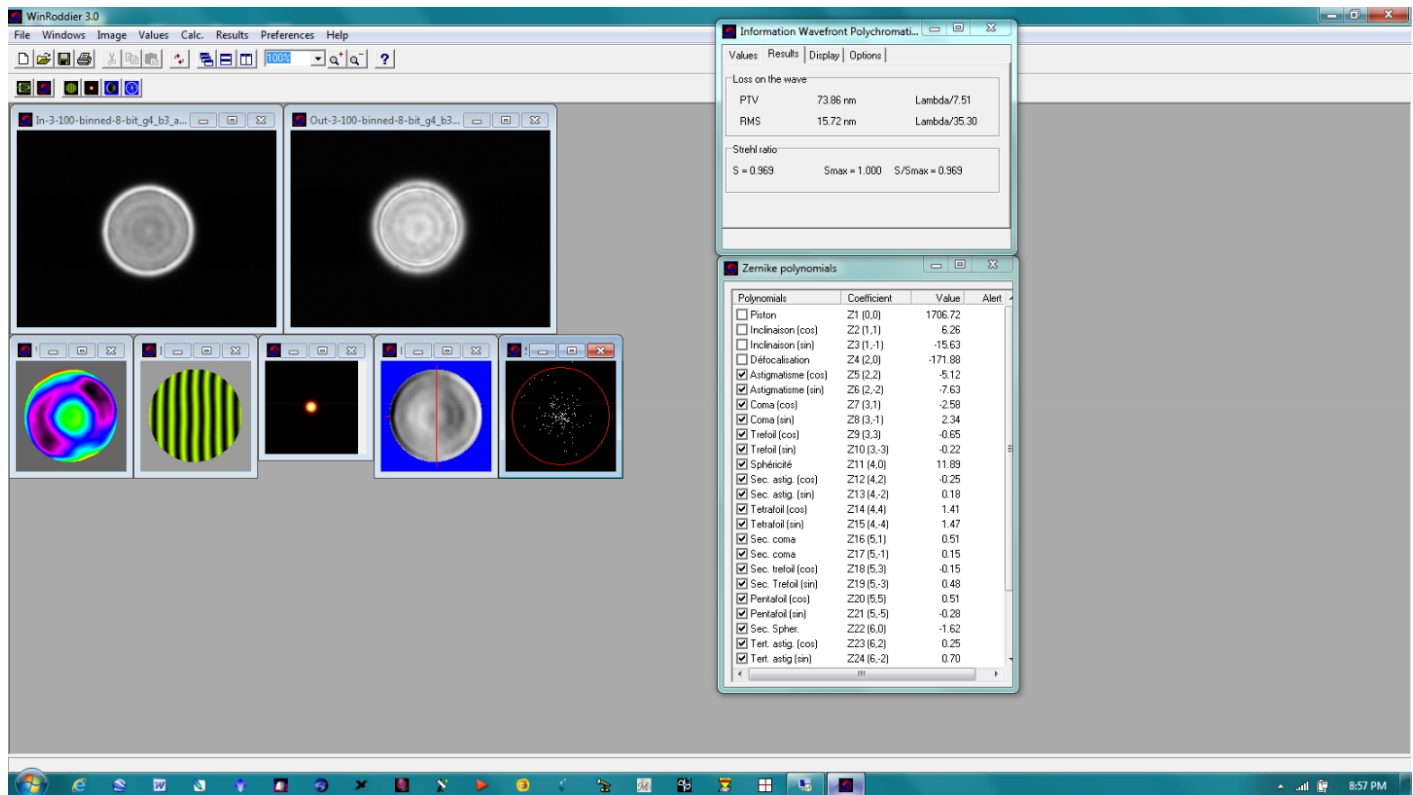 WinRoddier 3.0
File Windows Image Values Calc. Results Preferences Help
100%
In-3-100-binned-8-bit_g4_b3_a...
Out-3-100-binned-8-bit_g4_b3...
Information Wavefront Polychromati...
Values Results Display Options
Loss on the wave
PTV 73.86 nm Lambda/7.51
RMS 15.72 nm Lambda/35.30
Strehl ratio
S = 0.969 Smax = 1.000 S/Smax = 0.969
Zernike polynomials
Polynomials Coefficient Value Alert
Piston Z1 (0,0) 1706.72
Inclinaison (cos) Z2 (1,1) 6.26
Inclinaison (sin) Z3 (1,-1) -15.63
Défocalisation Z4 (2,0) -171.88
Astigmatisme (cos) Z5 (2,2) -5.12
Astigmatisme (sin) Z6 (2,-2) -7.63
Coma (cos) Z7 (3,1) -2.58
Coma (sin) Z8 (3,-1) 2.34
Trefoil (cos) Z9 (3,3) -0.65
Trefoil (sin) Z10 (3,-3) -0.22
Sphéricité Z11 (4,0) 11.89
Sec. astig. (cos) Z12 (4,2) -0.25
Sec. astig. (sin) Z13 (4,-2) 0.18
Tetrafoil (cos) Z14 (4,4) 1.41
Tetrafoil (sin) Z15 (4,-4) 1.47
Sec. coma Z16 (5,1) 0.51
Sec. coma Z17 (5,-1) 0.15
Sec. trefoil (cos) Z18 (5,3) -0.15
Sec. Trefoil (sin) Z19 (5,-3) 0.48
Pentafoil (cos) Z20 (5,5) 0.51
Pentafoil (sin) Z21 (5,-5) -0.28
Sec. Spher. Z22 (6,0) -1.62
Tert. astig. (cos) Z23 (6,2) 0.25
Tert. astig (sin) Z24 (6,-2) 0.70
8:57 PM